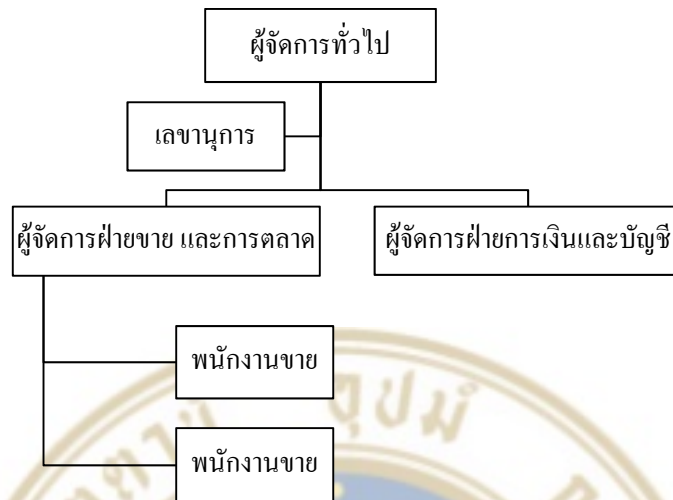 ผู้จัดการทั่วไป
เลขานุการ
ผู้จัดการฝ่ายขาย และการตลาด
ผู้จัดการฝ่ายการเงินและบัญชี
พนักงานขาย
พนักงานขาย